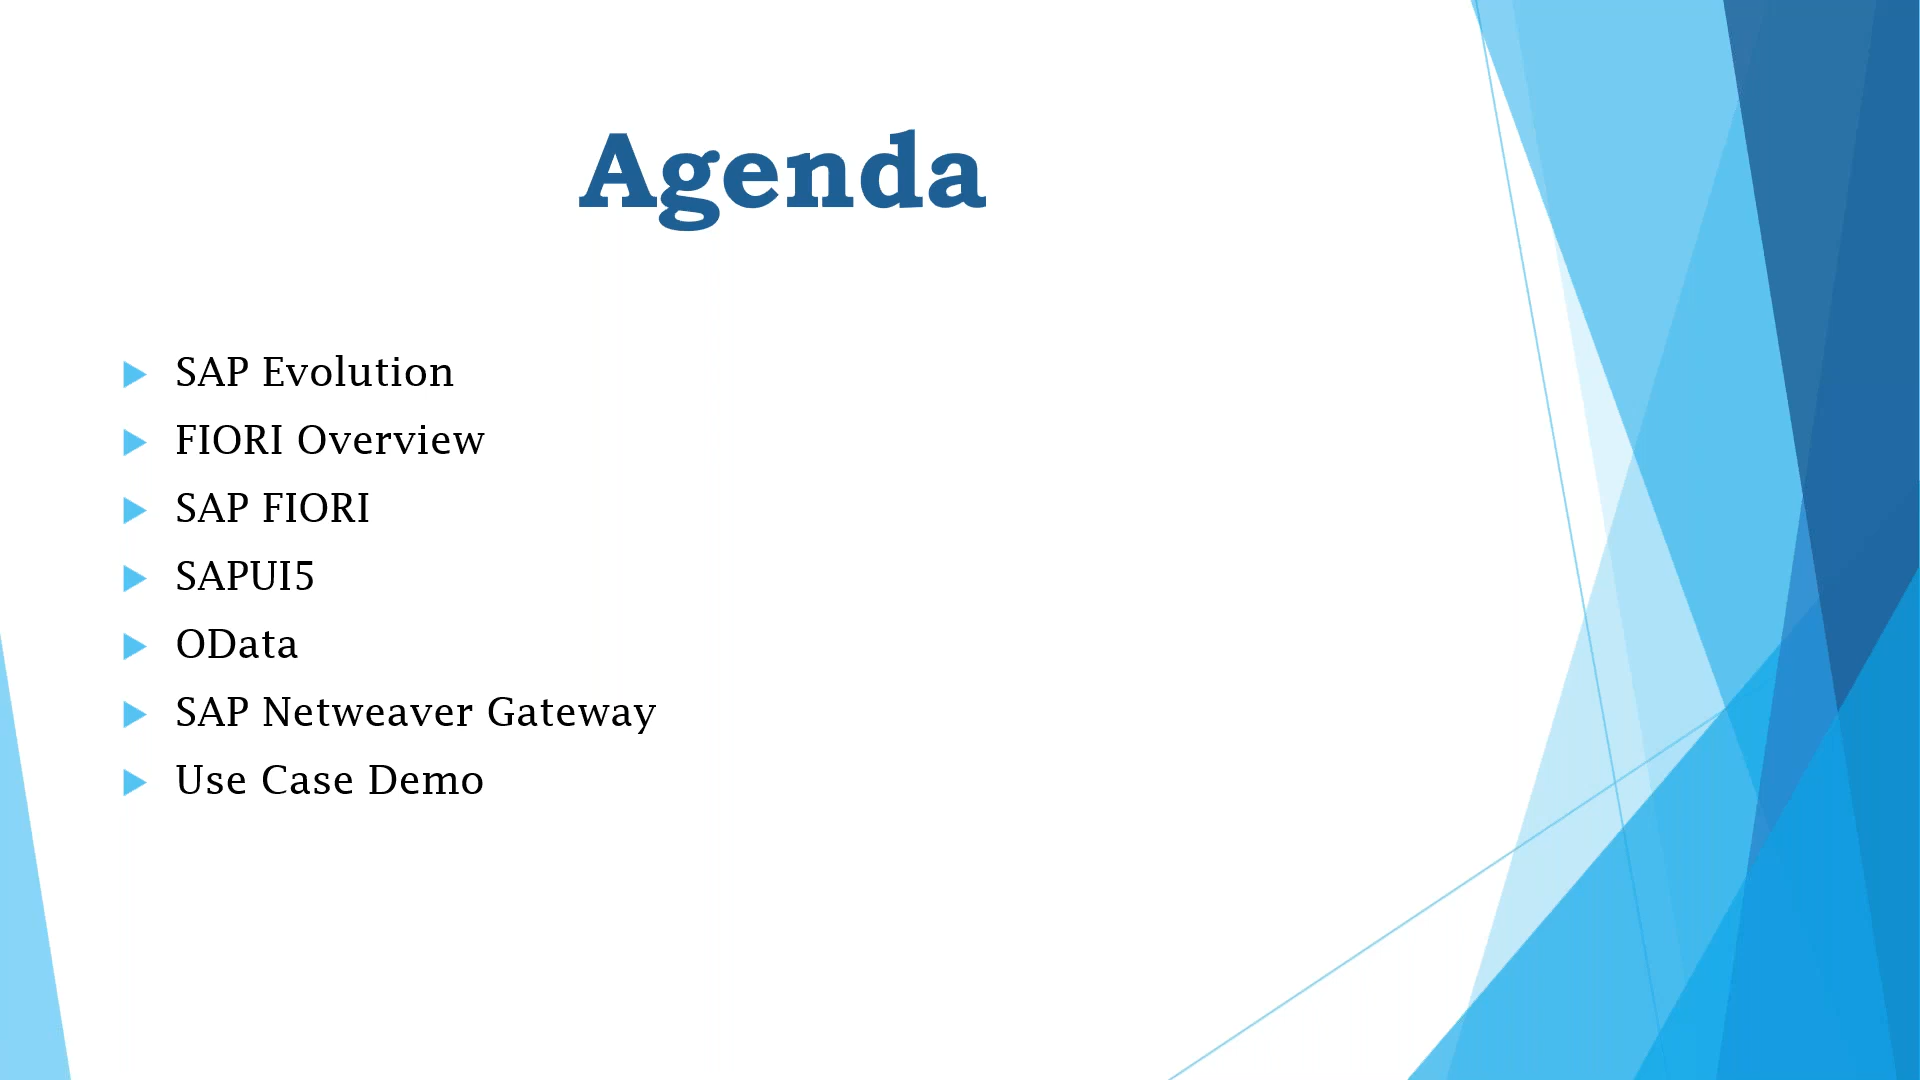 Agenda
SAP Evolution
FIORI Overview
SAP FIORI
SAPUI5
OData
SAP Netweaver Gateway
Use Case Demo